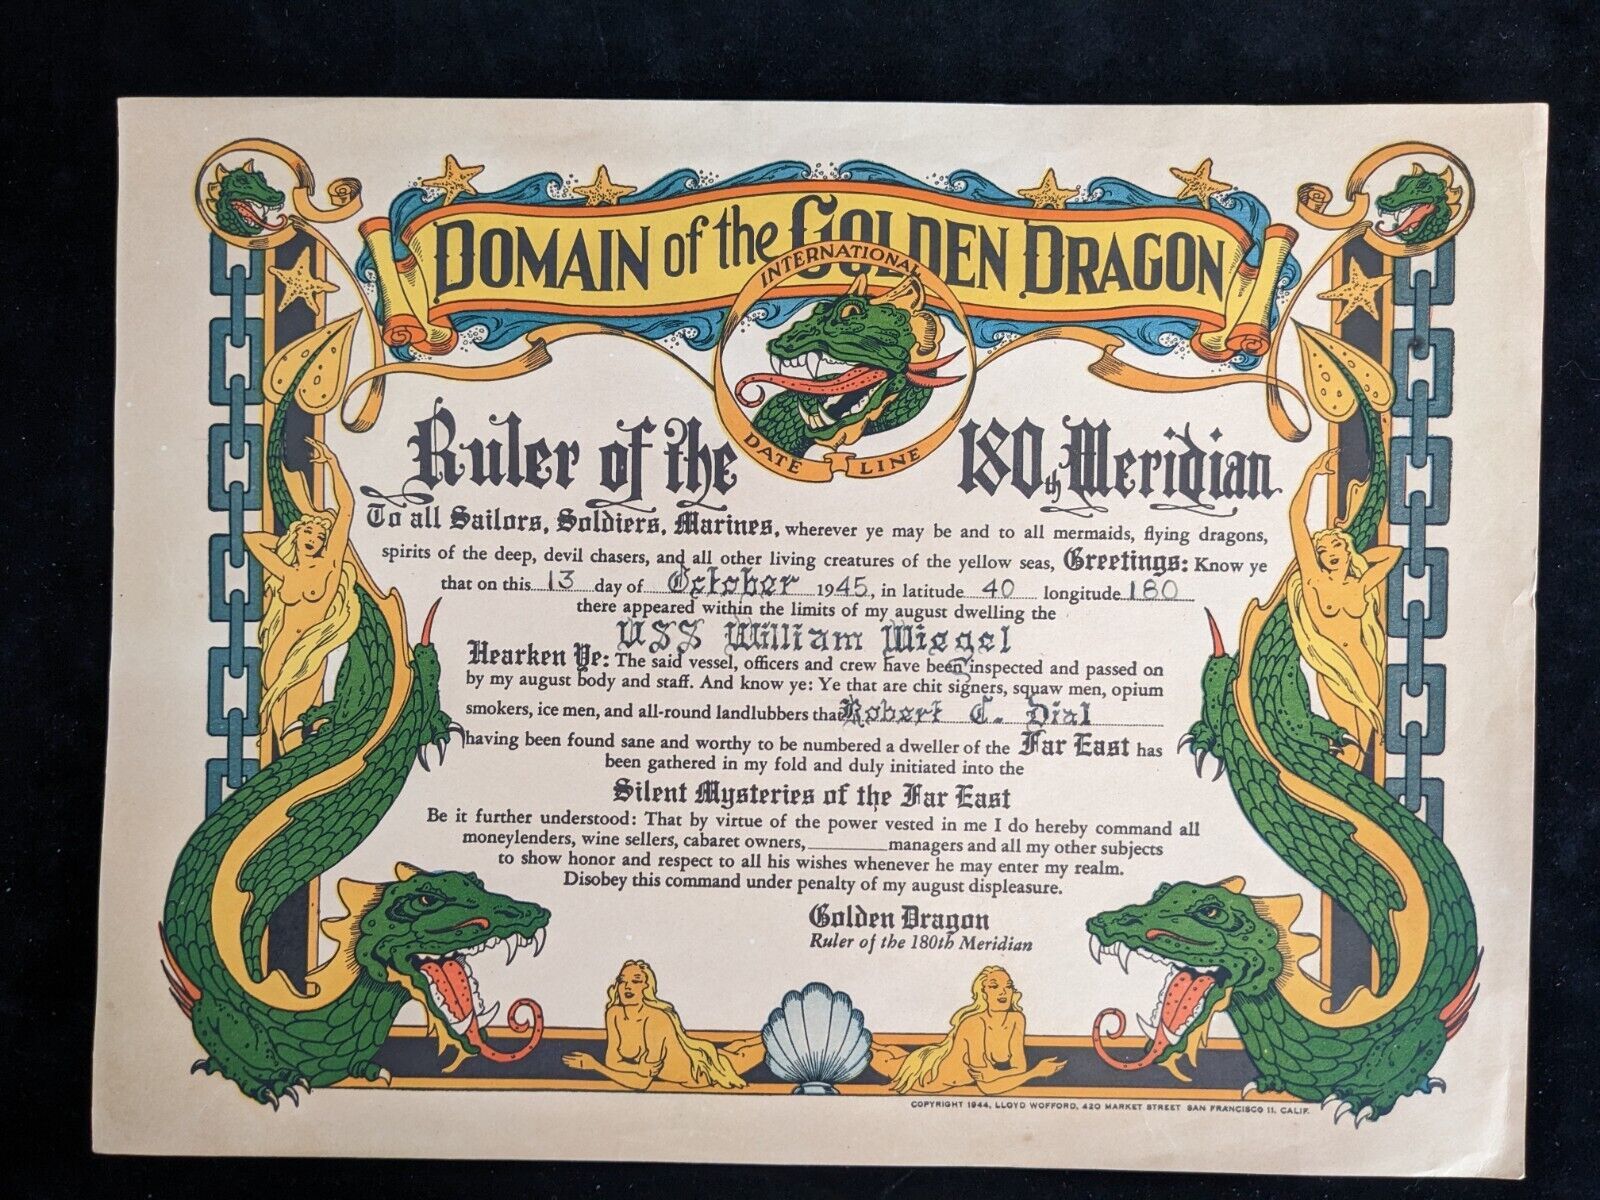 DOMAIN of the GOLDEN DRAGON
INTERNATIONAL
DATE LINE
Ruler of the 180th Meridian
To all Sailors, Soldiers, Marines, wherever ye may be and to all mermaids, flying dragons,
spirits of the deep, devil chasers, and all other living creatures of the yellow seas, Greetings: Know ye
that on this 13 day of October 1945, in latitude 40 longitude 180
there appeared within the limits of my august dwelling the
USS William Wiegel
Hearken Ye: The said vessel, officers and crew have been inspected and passed on
by my august body and staff. And know ye: Ye that are chit signers, squaw men, opium
smokers, ice men, and all-round landlubbers that Robert C. Dial
having been found sane and worthy to be numbered a dweller of the Far East has
been gathered in my fold and duly initiated into the
Silent Mysteries of the Far East
Be it further understood: That by virtue of the power vested in me I do hereby command all
moneylenders, wine sellers, cabaret owners, ________ managers and all my other subjects
to show honor and respect to all his wishes whenever he may enter my realm.
Disobey this command under penalty of my august displeasure.
Golden Dragon
Ruler of the 180th Meridian
COPYRIGHT 1944, LLOYD WOFFORD, 420 MARKET STREET SAN FRANCISCO 11, CALIF.